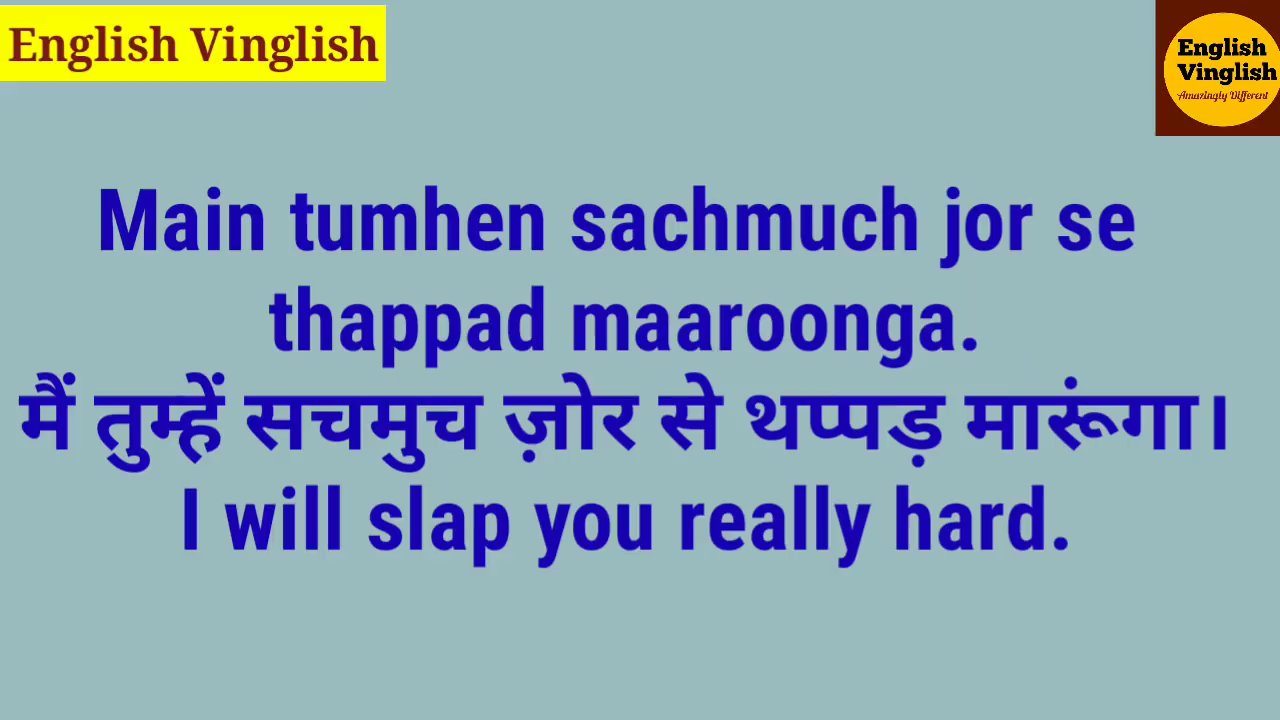 English Vinglish
English
Vinglish
Amazingly Different
Main tumhen sachmuch jor se
thappad maaroonga.
मैं तुम्हें सचमुच ज़ोर से थप्पड़ मारूंगा।
I will slap you really hard.